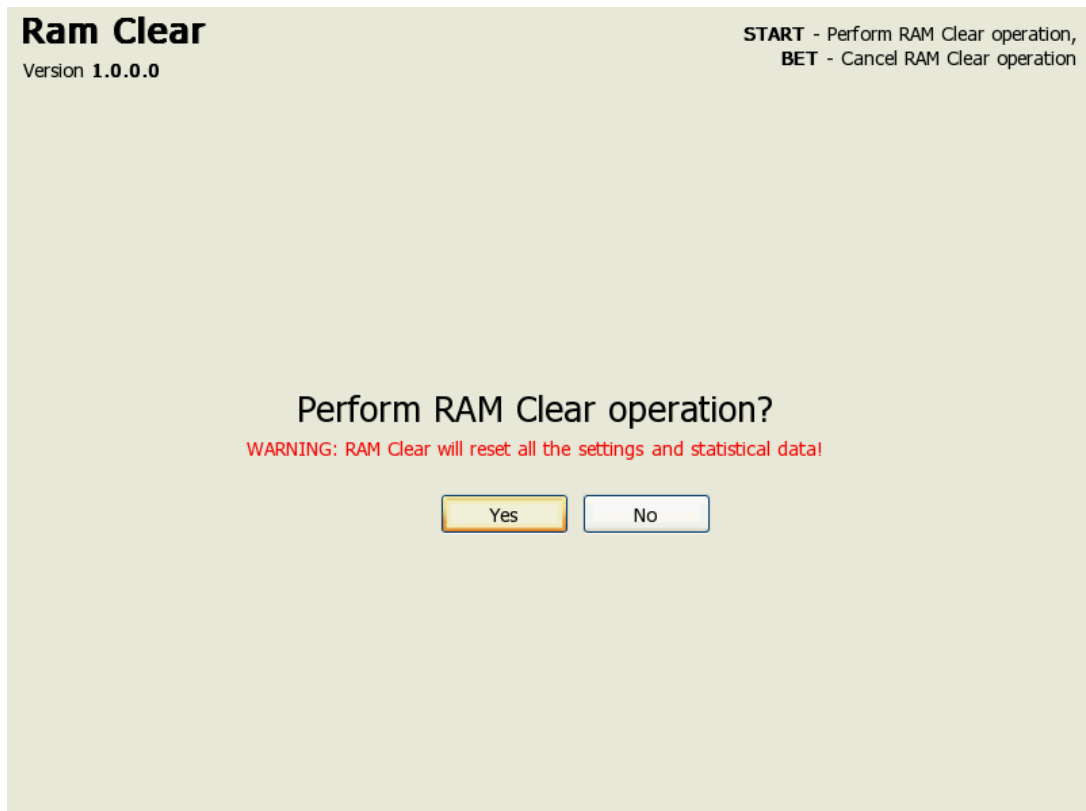 Ram Clear
Version 1.0.0.0
START - Perform RAM Clear operation,
BET - Cancel RAM Clear operation
Perform RAM Clear operation?
WARNING: RAM Clear will reset all the settings and statistical data!
Yes
No